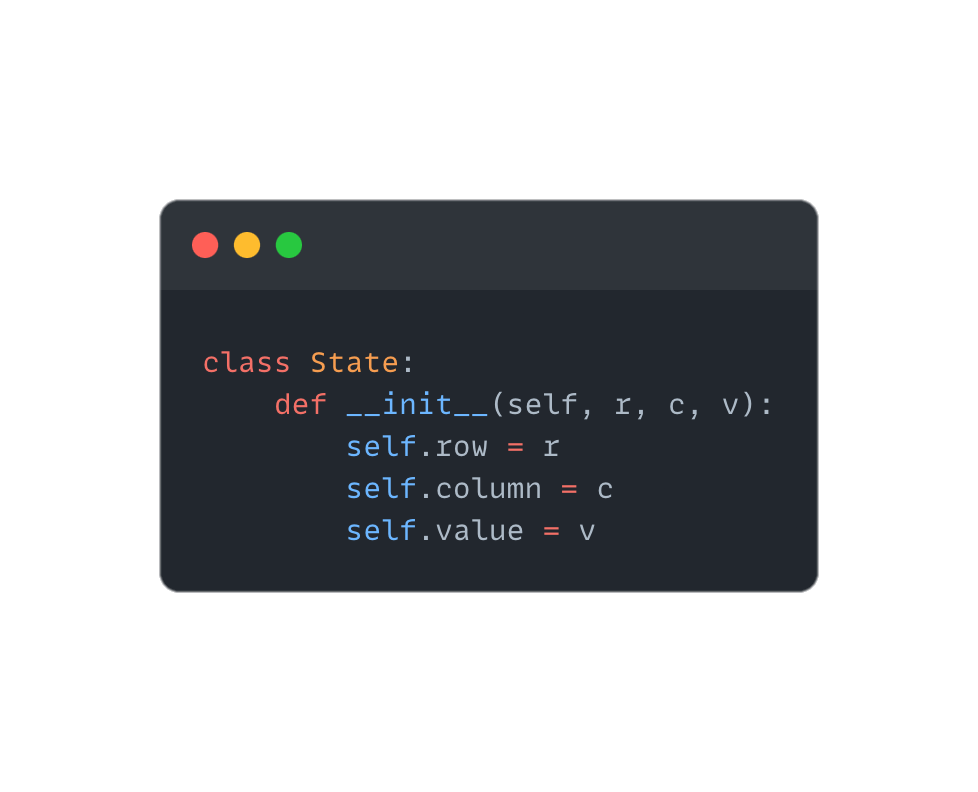 class State:
    def __init__(self, r, c, v):
        self.row = r
        self.column = c
        self.value = v